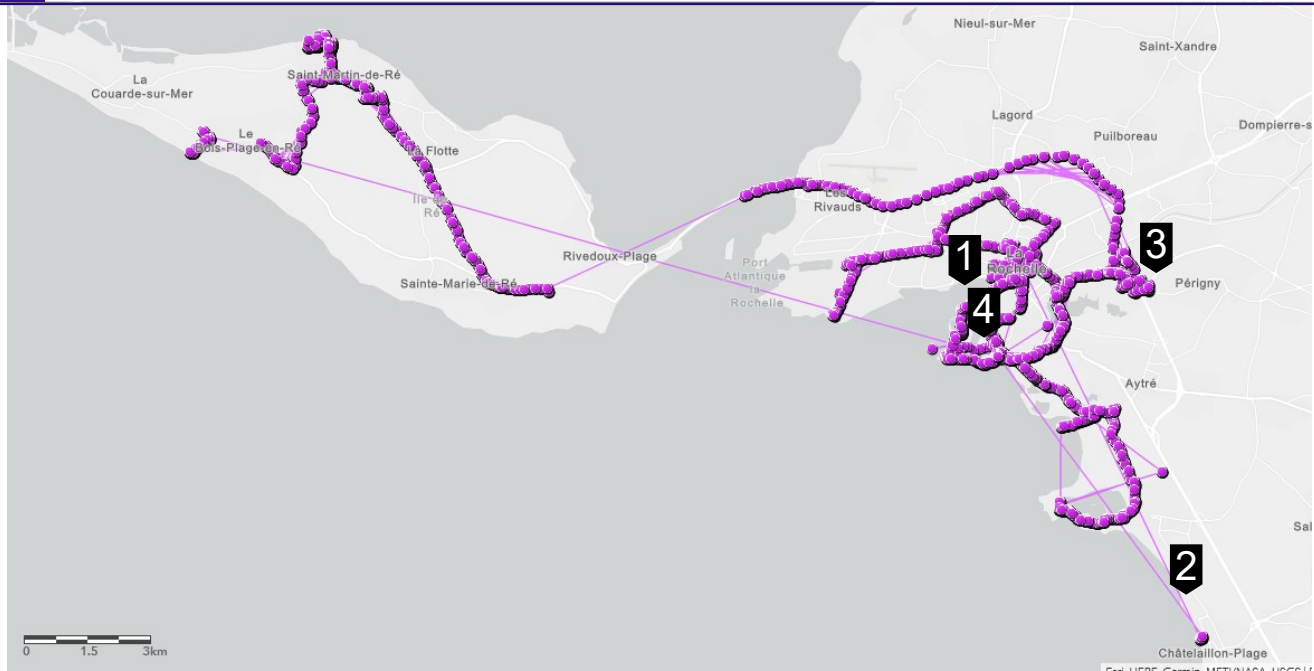 Nieul-sur-Mer
Saint-Xandre
La
Couarde-sur-Mer
Saint-Martin-de-Ré
Lagord
Puilboreau
Dompierre-s
Le
Bois-Plage-en-Ré
La Flotte
Île de
Ré
Les
Rivauds
1
La
Rochelle
3
Rivedoux-Plage
Port
Atlantique
la
Rochelle
Sainte-Marie-de-Ré
Périgny
4
Aytré
Sal
2
0 1.5 3km
Châtelaillon-Plage